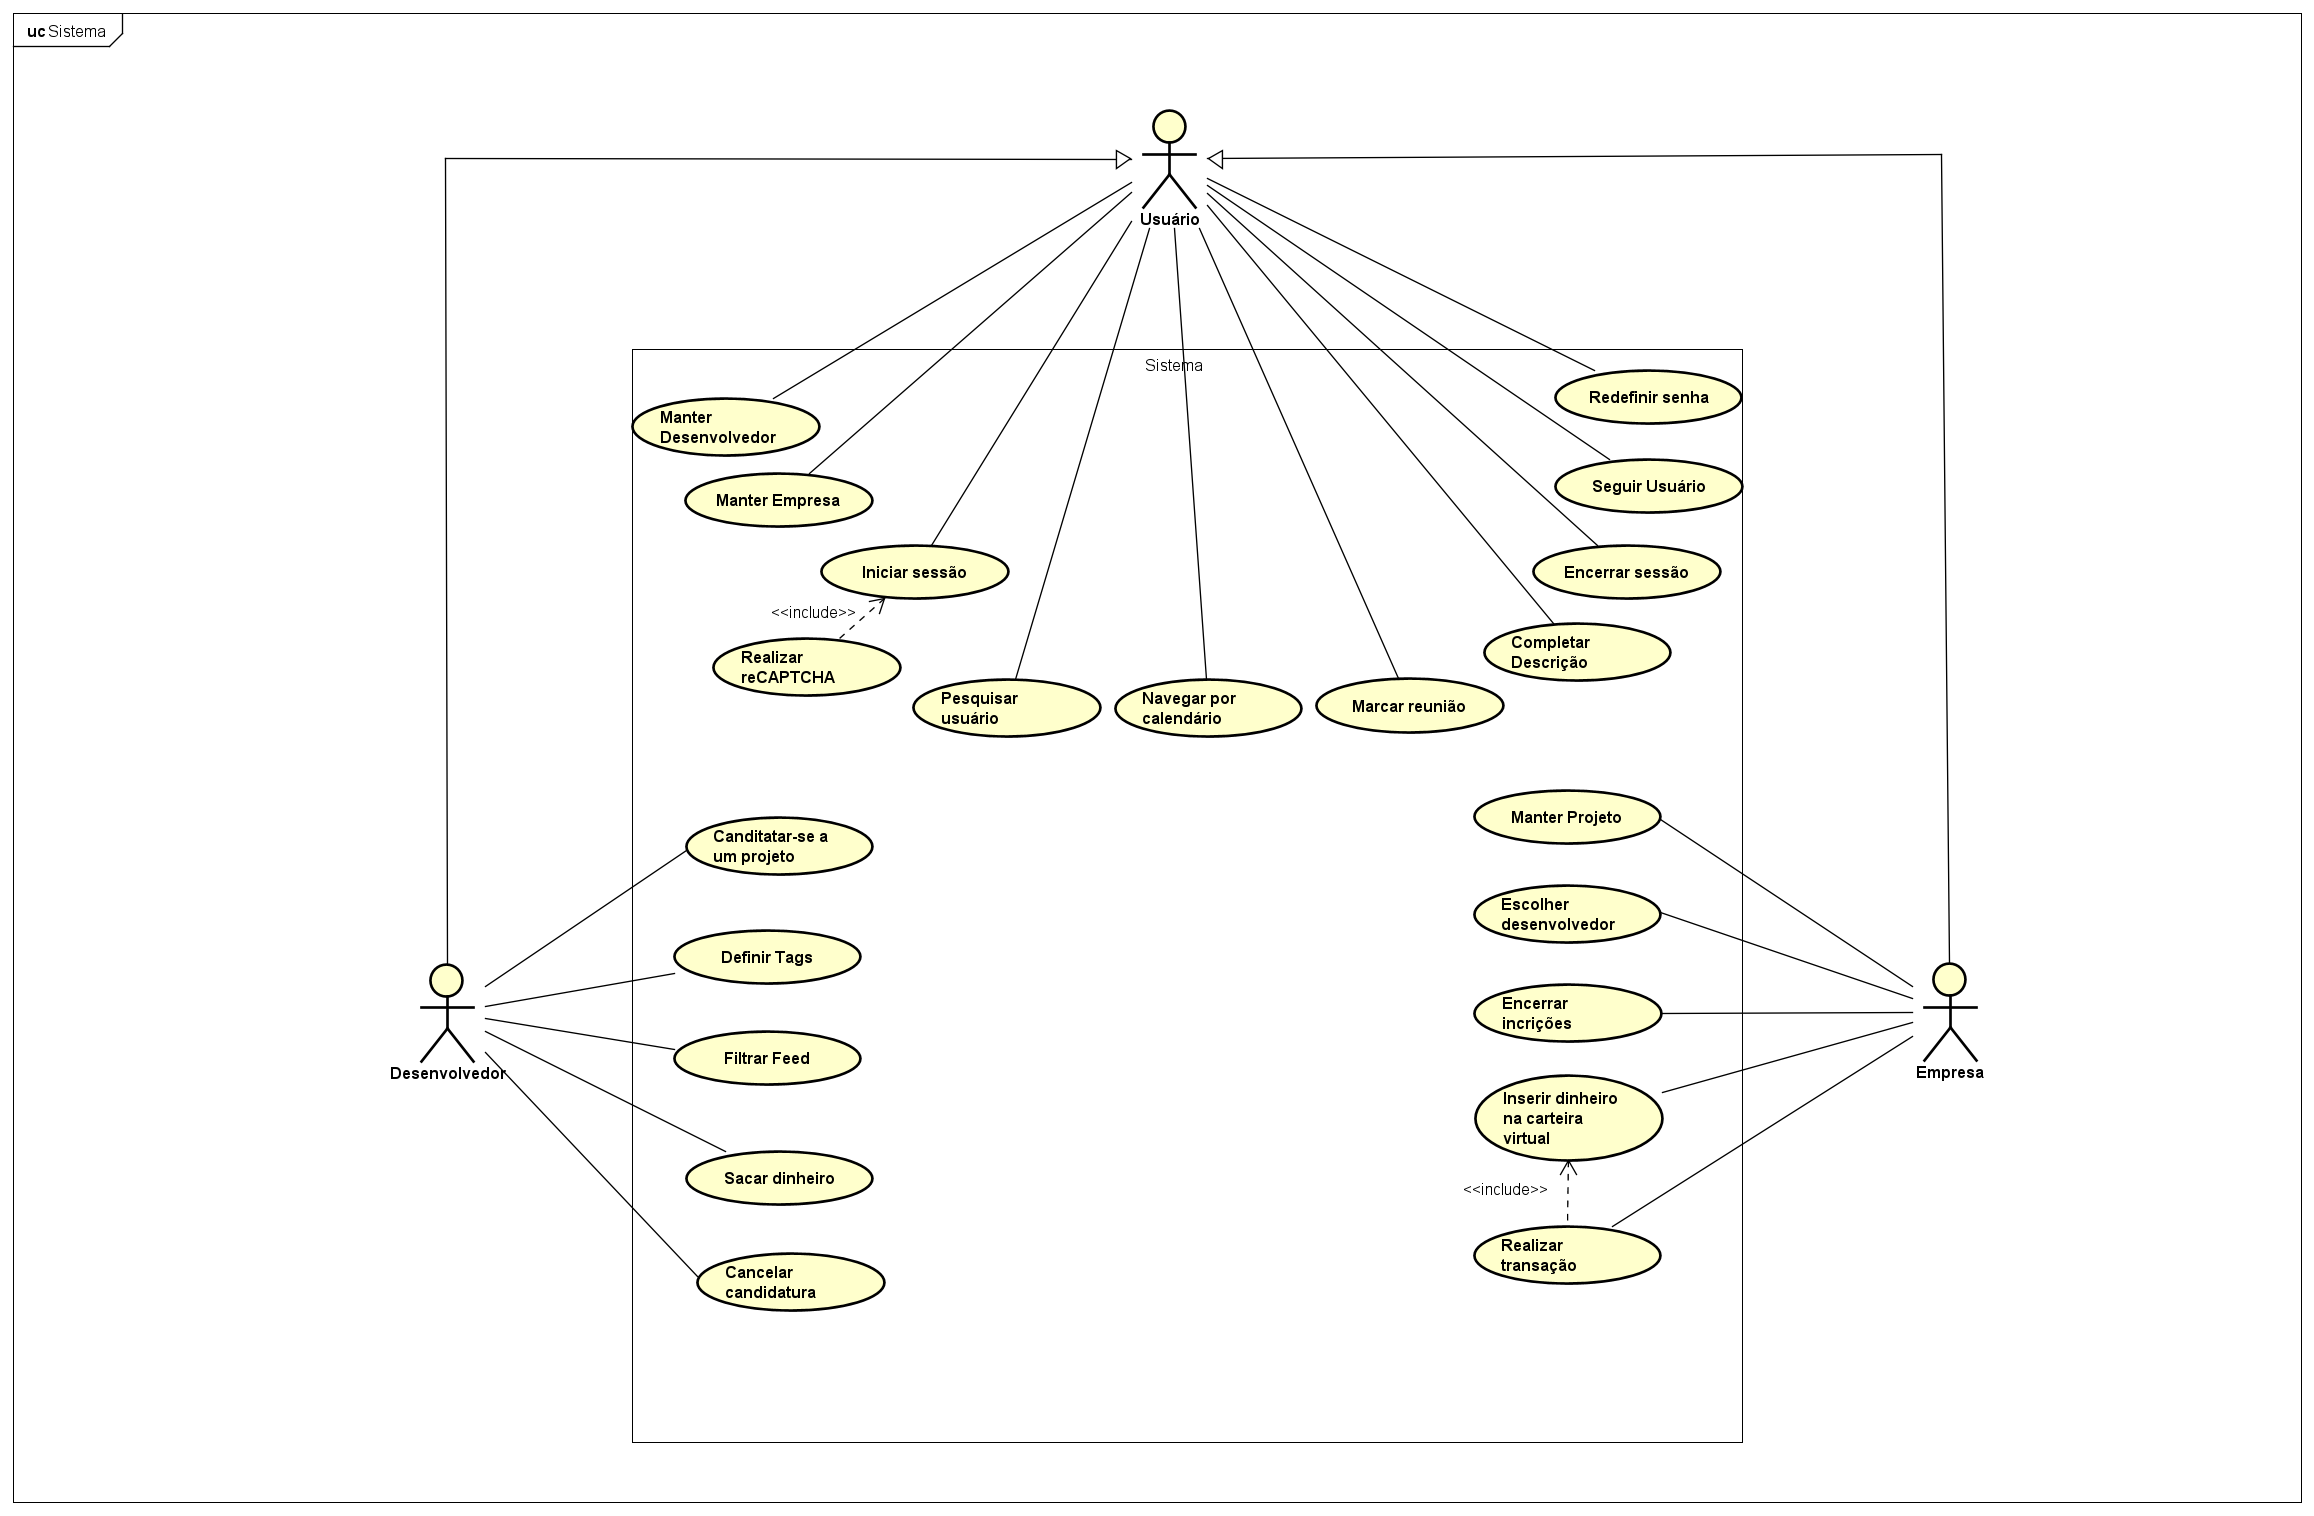 uc Sistema
Usuário
Sistema
Manter
Desenvolvedor
Redefinir senha
Manter Empresa
Seguir Usuário
Iniciar sessão
Encerrar sessão
<<include>>
Realizar
reCAPTCHA
Completar
Descrição
Pesquisar
usuário
Navegar por
calendário
Marcar reunião
Canditatar-se a
um projeto
Manter Projeto
Definir Tags
Escolher
desenvolvedor
Desenvolvedor
Filtrar Feed
Encerrar
incrições
Empresa
Sacar dinheiro
Inserir dinheiro
na carteira
virtual
<<include>>
Cancelar
candidatura
Realizar
transação